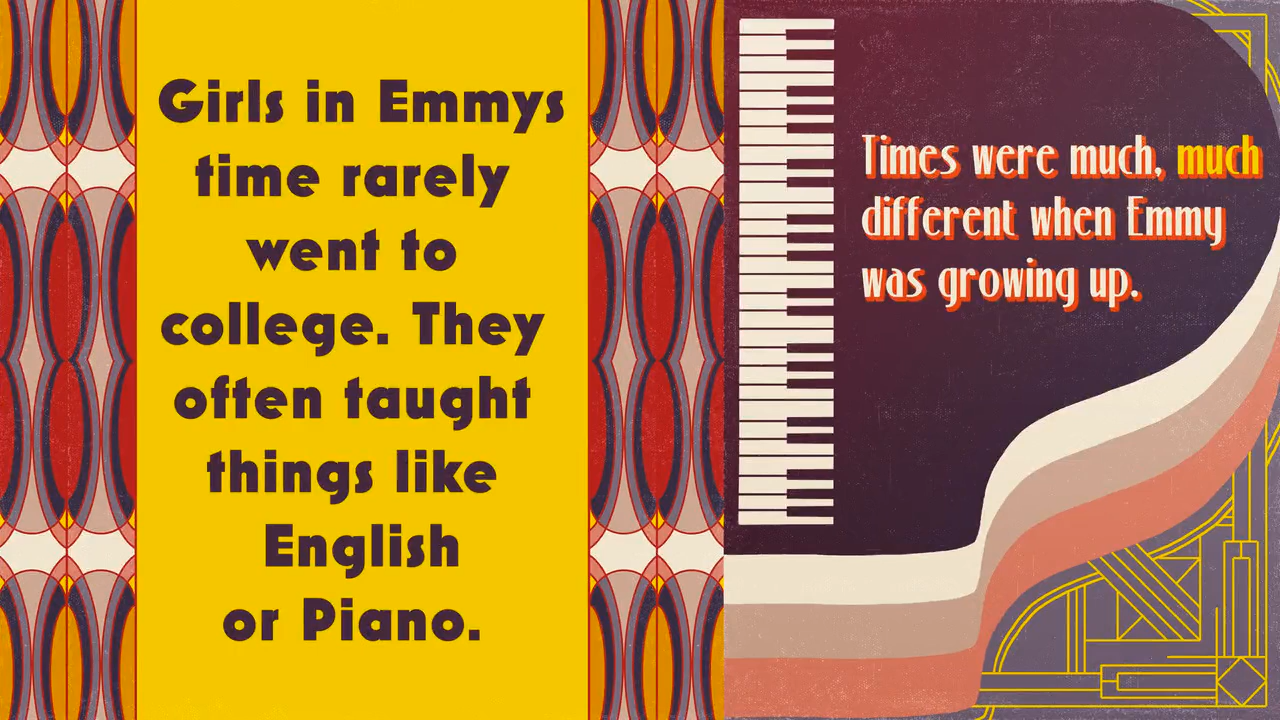 Girls in Emmys
time rarely
went to
college. They
often taught
things like
English
or Piano.
Times were much, much
different when Emmy
was growing up.